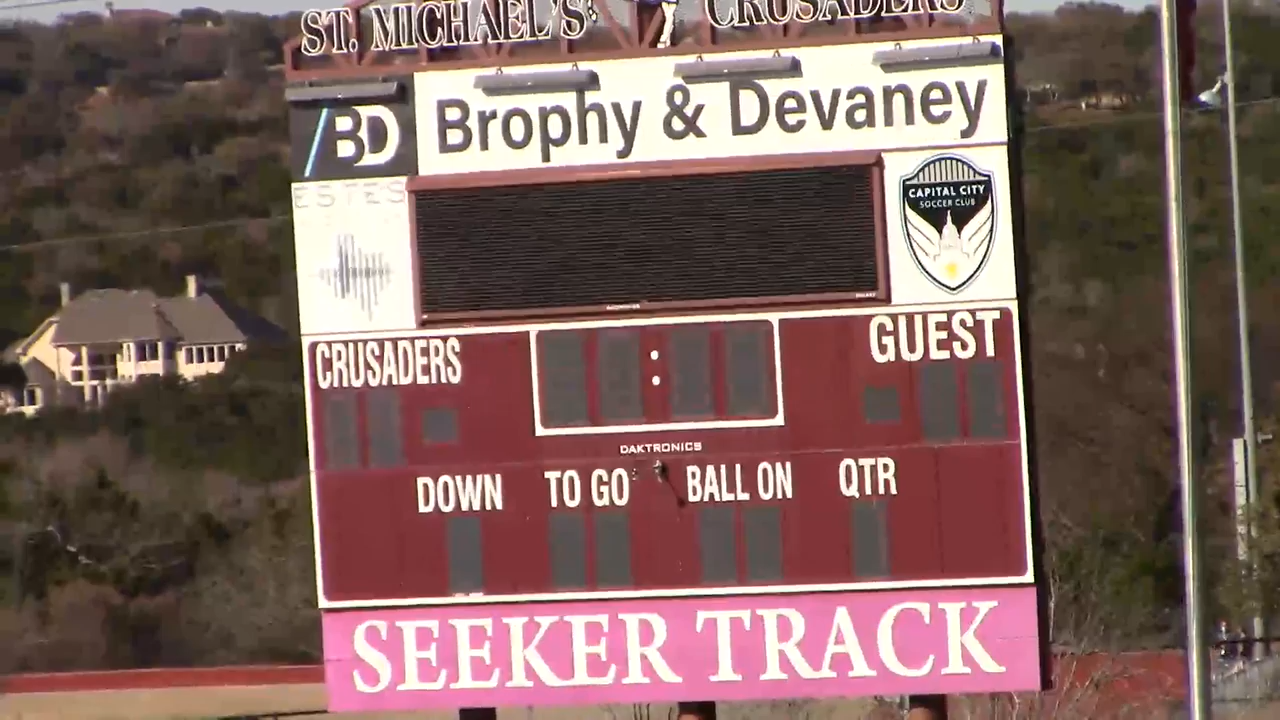 ST. MICHAEL'S CRUSADERS
BD Brophy & Devaney
ESTES
CAPITAL CITY
SOCCER CLUB
CRUSADERS
:
GUEST
DAKTRONICS
DOWN TO GO BALL ON QTR
SEEKER TRACK